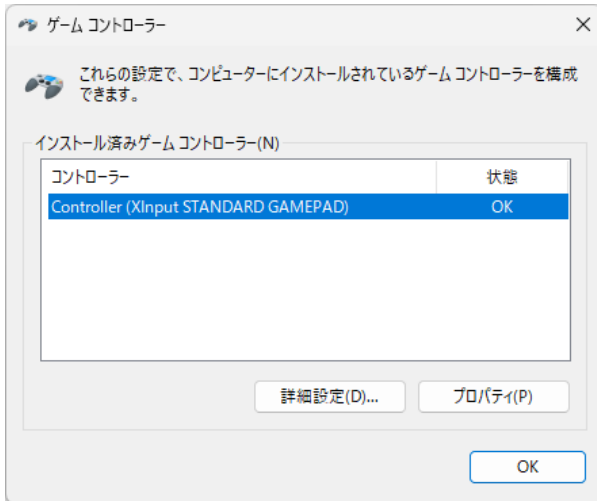 ゲーム コントローラー
これらの設定で、コンピューターにインストールされているゲーム コントローラーを構成
できます。
インストール済みゲーム コントローラー(N)
コントローラー 状態
Controller (XInput STANDARD GAMEPAD) OK
詳細設定(D)... プロパティ(P)
OK